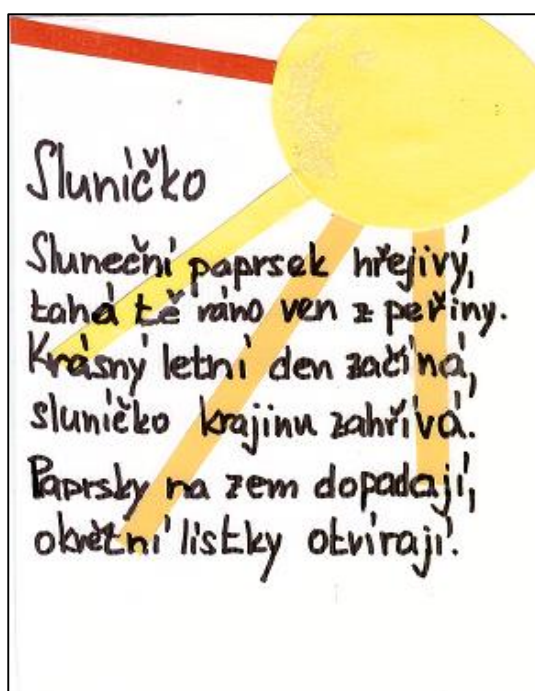 Sluníčko
Sluneční paprsek hřejivý,
tahá tě ráno ven z peřiny.
Krásný letní den začíná,
sluníčko krajinu zahřívá.
Paprsky na zem dopadají,
okvětní lístky otvírají.